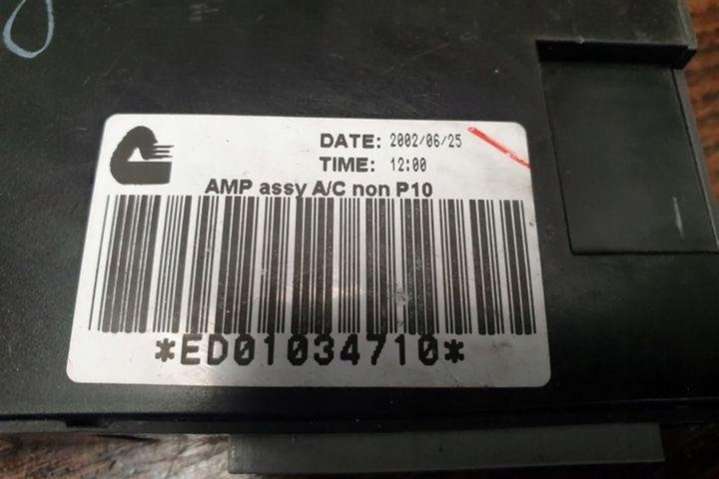 DATE: 2002/06/25
TIME: 12:00
AMP assy A/C non P10
*ED01034710*